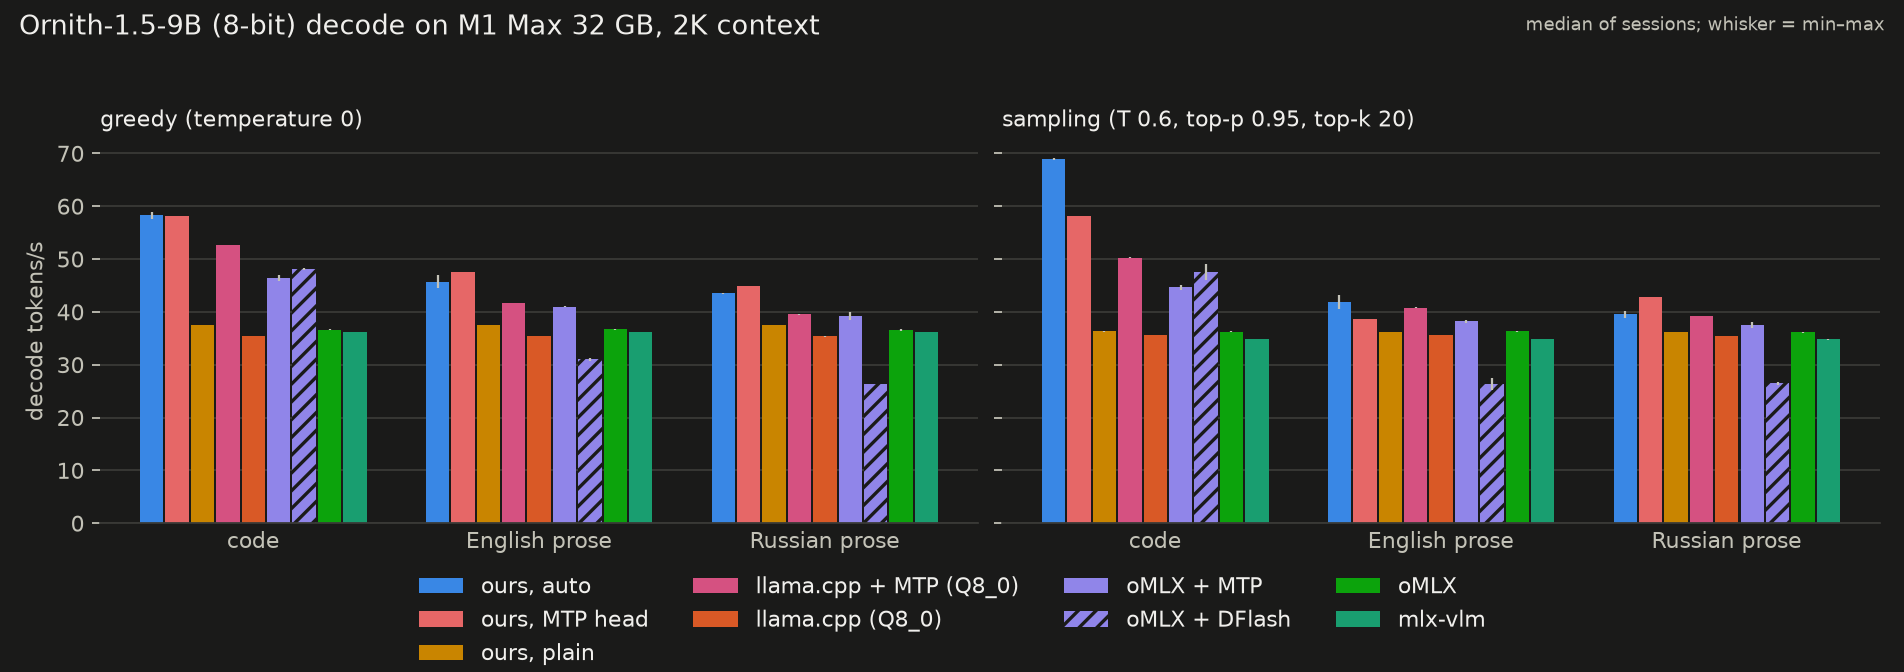 Ornith-1.5-9B (8-bit) decode on M1 Max 32 GB, 2K context
median of sessions; whisker = min–max
greedy (temperature 0)
sampling (T 0.6, top-p 0.95, top-k 20)
decode tokens/s
70
60
50
40
30
20
10
0
code
English prose
Russian prose
code
English prose
Russian prose
ours, auto
ours, MTP head
ours, plain
llama.cpp + MTP (Q8_0)
llama.cpp (Q8_0)
oMLX + MTP
oMLX + DFlash
oMLX
mlx-vlm